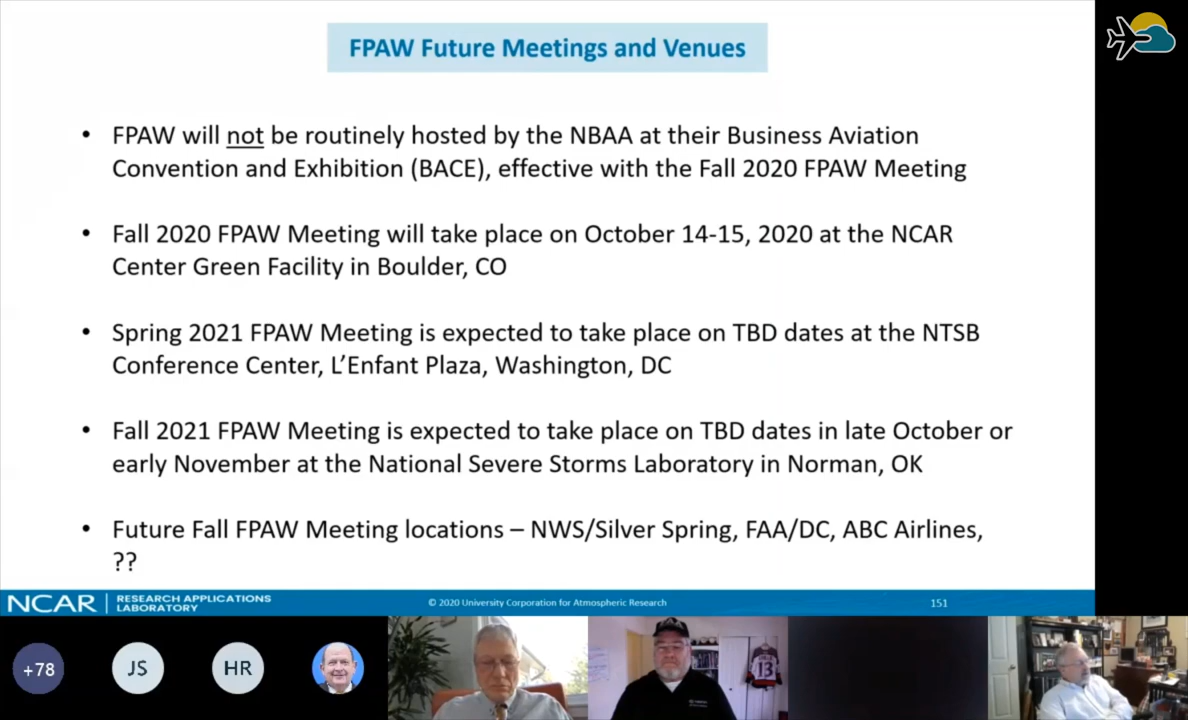 FPAW Future Meetings and Venues
• FPAW will not be routinely hosted by the NBAA at their Business Aviation
Convention and Exhibition (BACE), effective with the Fall 2020 FPAW Meeting
• Fall 2020 FPAW Meeting will take place on October 14-15, 2020 at the NCAR
Center Green Facility in Boulder, CO
• Spring 2021 FPAW Meeting is expected to take place on TBD dates at the NTSB
Conference Center, L’Enfant Plaza, Washington, DC
• Fall 2021 FPAW Meeting is expected to take place on TBD dates in late October or
early November at the National Severe Storms Laboratory in Norman, OK
• Future Fall FPAW Meeting locations – NWS/Silver Spring, FAA/DC, ABC Airlines,
??
NCAR
RESEARCH APPLICATIONS
LABORATORY
© 2020 University Corporation for Atmospheric Research
151
+78
JS
HR
13